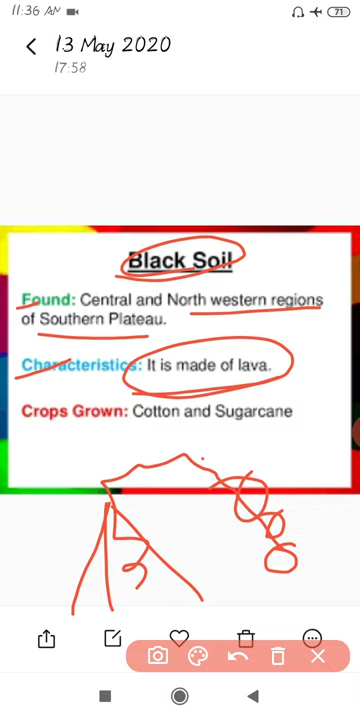 11:36 AM
71
13 May 2020
17:58
Black Soil
Found: Central and North western regions
of Southern Plateau.
Characteristics: It is made of lava.
Crops Grown: Cotton and Sugarcane